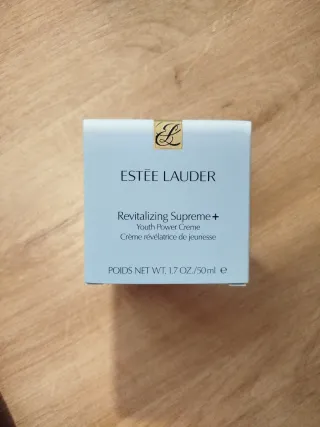 EL
ESTĒE LAUDER
Revitalizing Supreme+
Youth Power Creme
Crème révélatrice de jeunesse
POIDS NET WT. 1.7 OZ./50 ml ℮